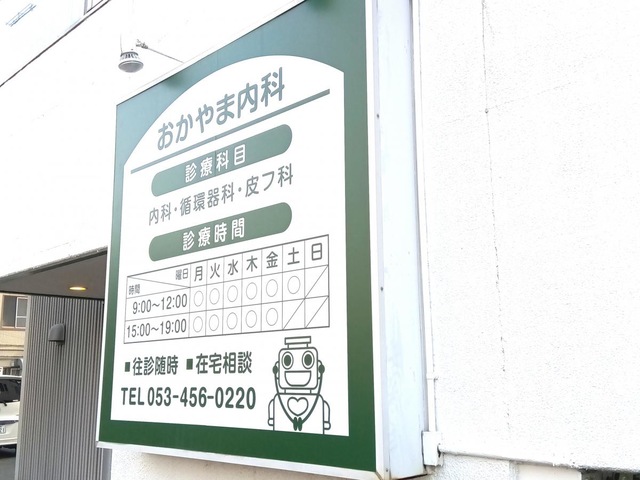 おかやま内科
診療科目
内科・循環器科・皮フ科
診療時間
時間 曜日 月 火 水 木 金 土 日
9:00～12:00 ○ ○ ○ ○ ○ ○ ／
15:00～19:00 ○ ○ ○ ○ ○ ／ ／
■往診随時 ■在宅相談
TEL 053-456-0220